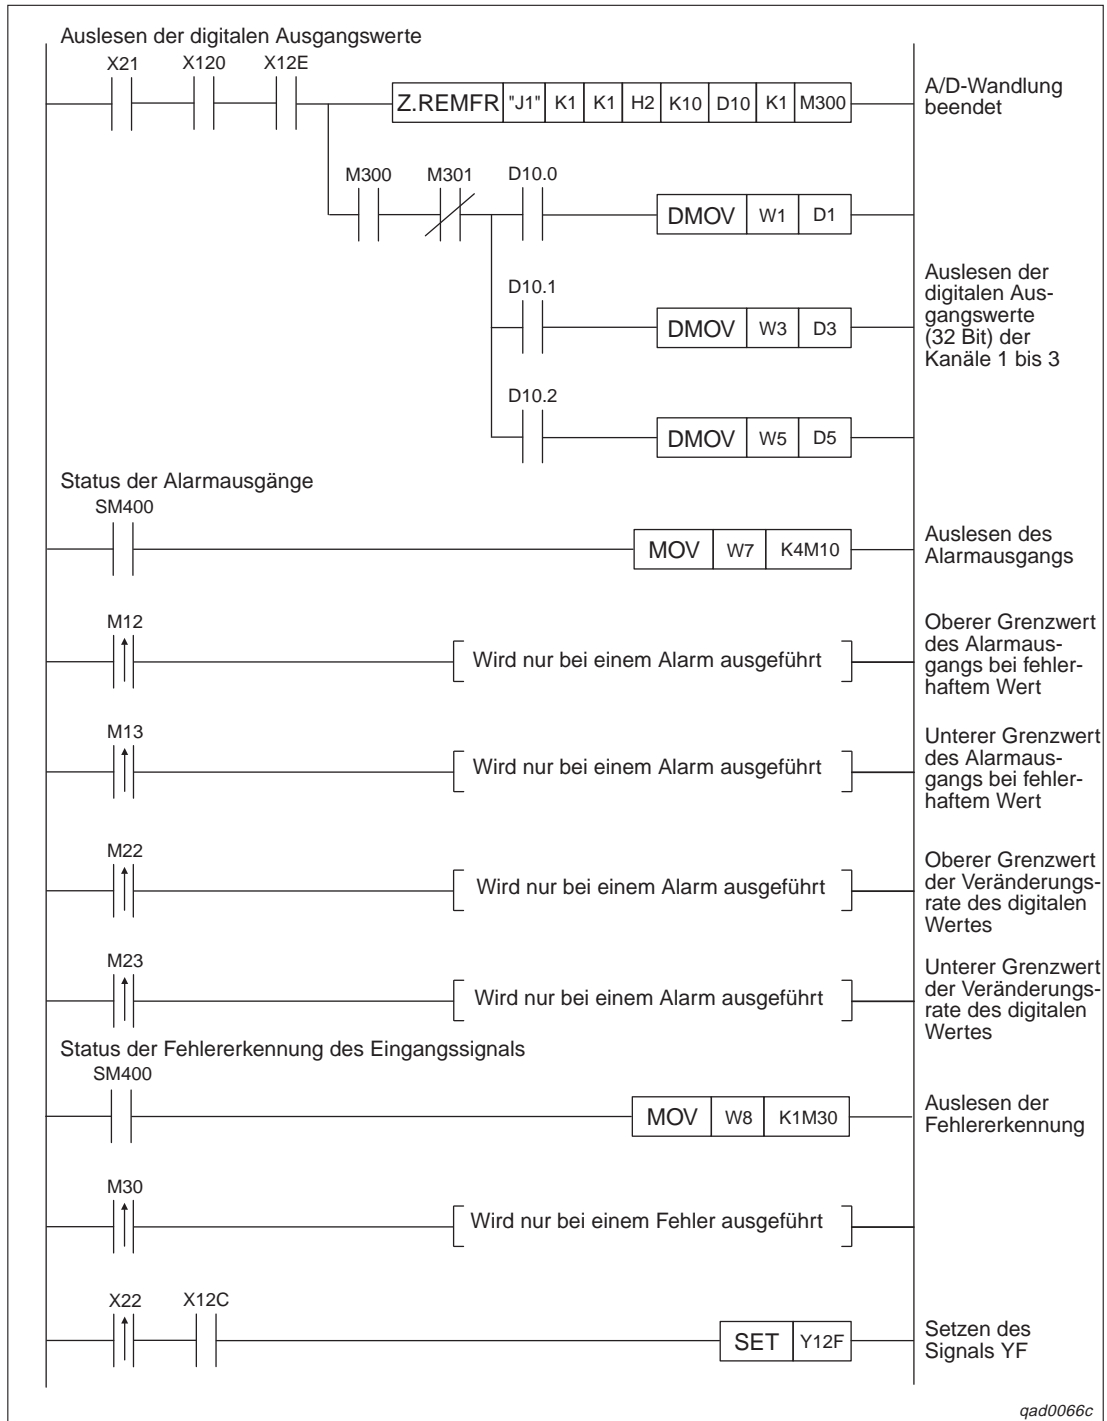 Auslesen der digitalen Ausgangswerte
X21 X120 X12E
Z.REMFR "J1" K1 K1 H2 K10 D10 K1 M300
A/D-Wandlung
beendet
M300 M301 D10.0
DMOV W1 D1
D10.1
DMOV W3 D3
Auslesen der
digitalen Aus-
gangswerte
(32 Bit) der
Kanäle 1 bis 3
D10.2
DMOV W5 D5
Status der Alarmausgänge
SM400
MOV W7 K4M10
Auslesen des
Alarmausgangs
M12
Wird nur bei einem Alarm ausgeführt
Oberer Grenzwert
des Alarmaus-
gangs bei fehler-
haftem Wert
M13
Wird nur bei einem Alarm ausgeführt
Unterer Grenzwert
des Alarmaus-
gangs bei fehler-
haftem Wert
M22
Wird nur bei einem Alarm ausgeführt
Oberer Grenzwert
der Veränderungs-
rate des digitalen
Wertes
M23
Wird nur bei einem Alarm ausgeführt
Unterer Grenzwert
der Veränderungs-
rate des digitalen
Wertes
Status der Fehlererkennung des Eingangssignals
SM400
MOV W8 K1M30
Auslesen der
Fehlererkennung
M30
Wird nur bei einem Fehler ausgeführt
X22 X12C
SET Y12F
Setzen des
Signals YF
qad0066c